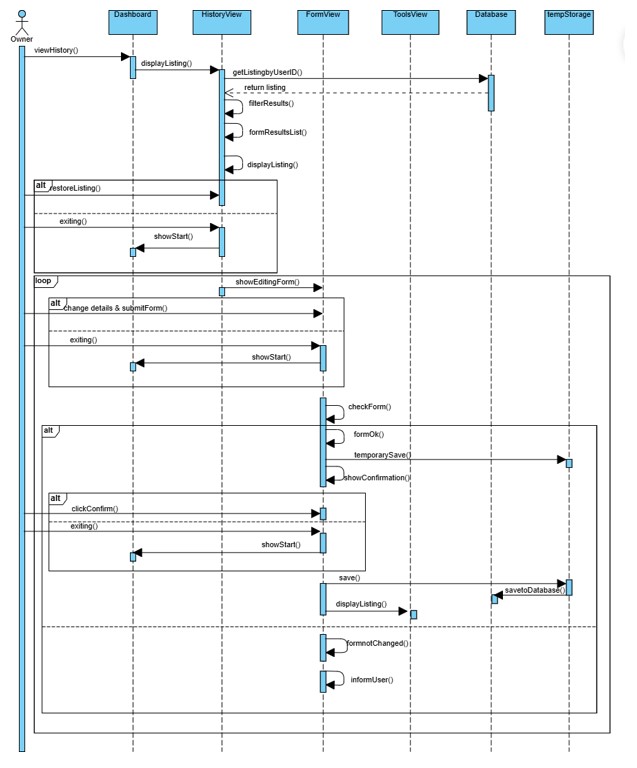 Dashboard HistoryView FormView ToolsView Database tempStorage
Owner
viewHistory()
displayListing()
getListingbyUserID()
return listing
filterResults()
formResultsList()
displayListing()
alt
restoreListing()
exiting()
showStart()
loop
showEditingForm()
alt
change details & submitForm()
exiting()
showStart()
checkForm()
alt
formOk()
temporarySave()
showConfirmation()
alt
clickConfirm()
exiting()
showStart()
save()
savetoDatabase()
displayListing()
formnotChanged()
informUser()